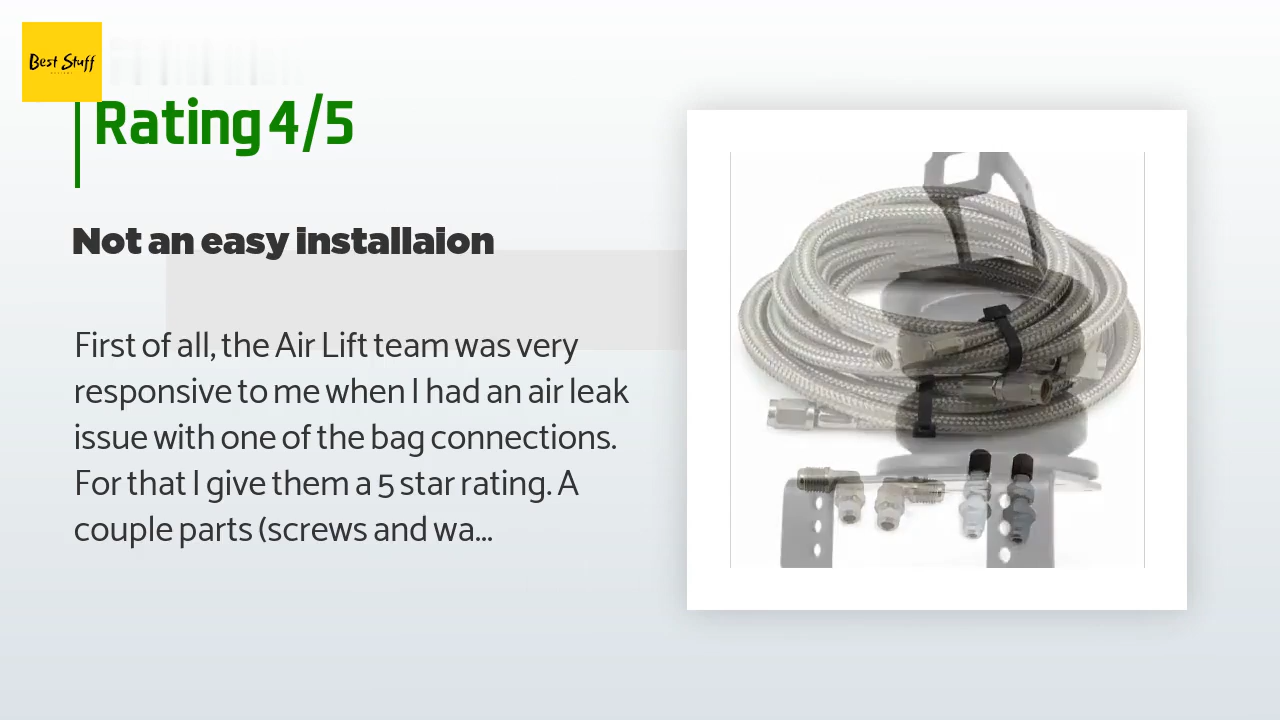 Best Stuff
Rating 4/5
Not an easy installaion
First of all, the Air Lift team was very
responsive to me when I had an air leak
issue with one of the bag connections.
For that I give them a 5 star rating. A
couple parts (screws and wa...